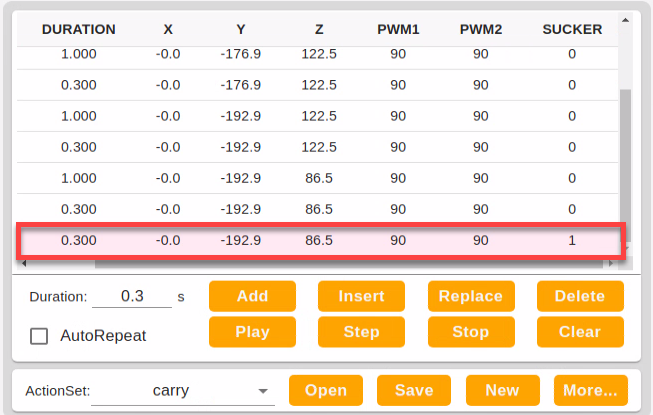 DURATION X Y Z PWM1 PWM2 SUCKER
1.000 -0.0 -176.9 122.5 90 90 0
0.300 -0.0 -176.9 122.5 90 90 0
1.000 -0.0 -192.9 122.5 90 90 0
0.300 -0.0 -192.9 122.5 90 90 0
1.000 -0.0 -192.9 86.5 90 90 0
0.300 -0.0 -192.9 86.5 90 90 0
0.300 -0.0 -192.9 86.5 90 90 1
Duration: 0.3 s Add Insert Replace Delete
AutoRepeat Play Step Stop Clear
ActionSet: carry Open Save New More...